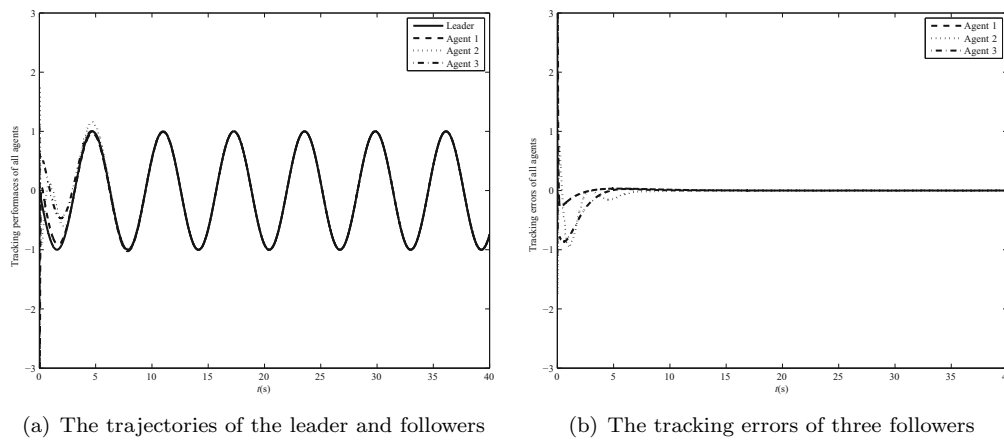 3
2
1
0
−1
−2
−3
Tracking performaces of all agents
Leader
Agent 1
Agent 2
Agent 3
0 5 10 15 20 25 30 35 40
t(s)
(a) The trajectories of the leader and followers
3
2
1
0
−1
−2
−3
Tracking errors of all agents
Agent 1
Agent 2
Agent 3
0 5 10 15 20 25 30 35 40
t(s)
(b) The tracking errors of three followers